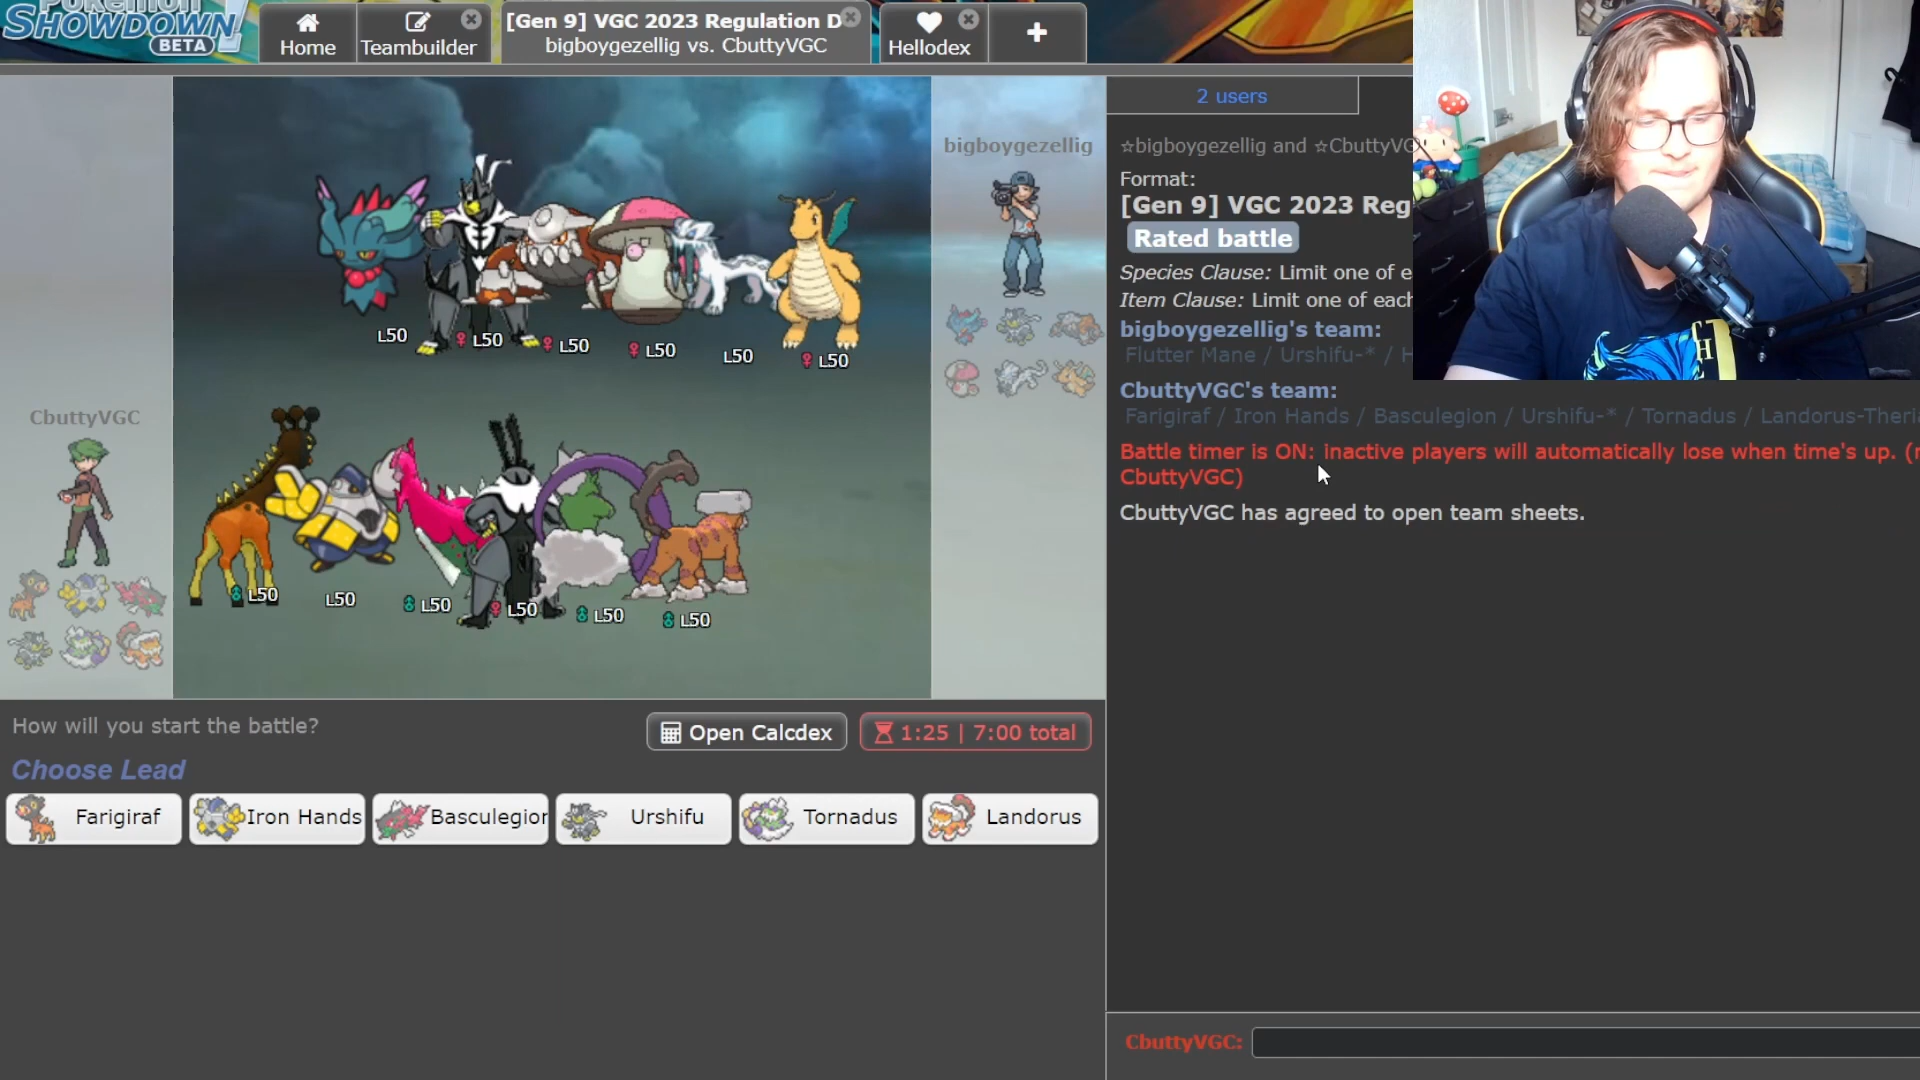 Pokémon
SHOWDOWN!
BETA
Home
Teambuilder
[Gen 9] VGC 2023 Regulation D
bigboygezellig vs. CbuttyVGC
Hellodex
+
2 users
☆bigboygezellig and ☆CbuttyVG
Format:
[Gen 9] VGC 2023 Reg
Rated battle
Species Clause: Limit one of e
Item Clause: Limit one of each
bigboygezellig's team:
Flutter Mane / Urshifu-* / H
CbuttyVGC's team:
Farigiraf / Iron Hands / Basculegion / Urshifu-* / Tornadus / Landorus-Theria
Battle timer is ON: inactive players will automatically lose when time's up. (r
CbuttyVGC)
CbuttyVGC has agreed to open team sheets.
bigboygezellig
CbuttyVGC
L50
L50
L50
L50
L50
L50
L50
L50
L50
L50
L50
L50
How will you start the battle?
Open Calcdex
1:25 | 7:00 total
Choose Lead
Farigiraf
Iron Hands
Basculegior
Urshifu
Tornadus
Landorus
CbuttyVGC: